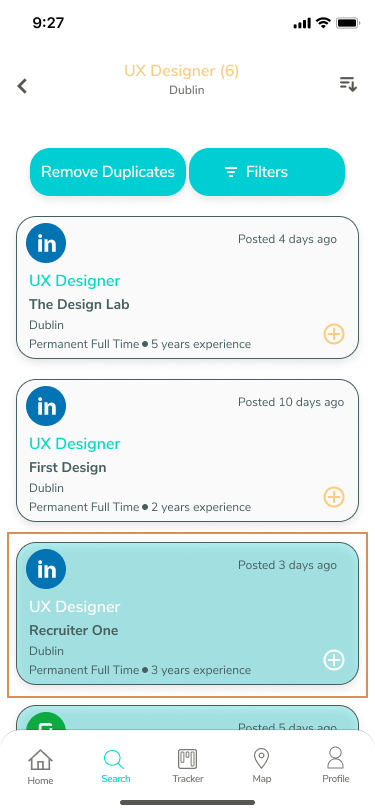 9:27
UX Designer (6)
Dublin
Remove Duplicates
Filters
in
Posted 4 days ago
UX Designer
The Design Lab
Dublin
Permanent Full Time • 5 years experience
in
Posted 10 days ago
UX Designer
First Design
Dublin
Permanent Full Time • 2 years experience
in
Posted 3 days ago
UX Designer
Recruiter One
Dublin
Permanent Full Time • 3 years experience
Posted 5 days ago
Home
Search
Tracker
Map
Profile